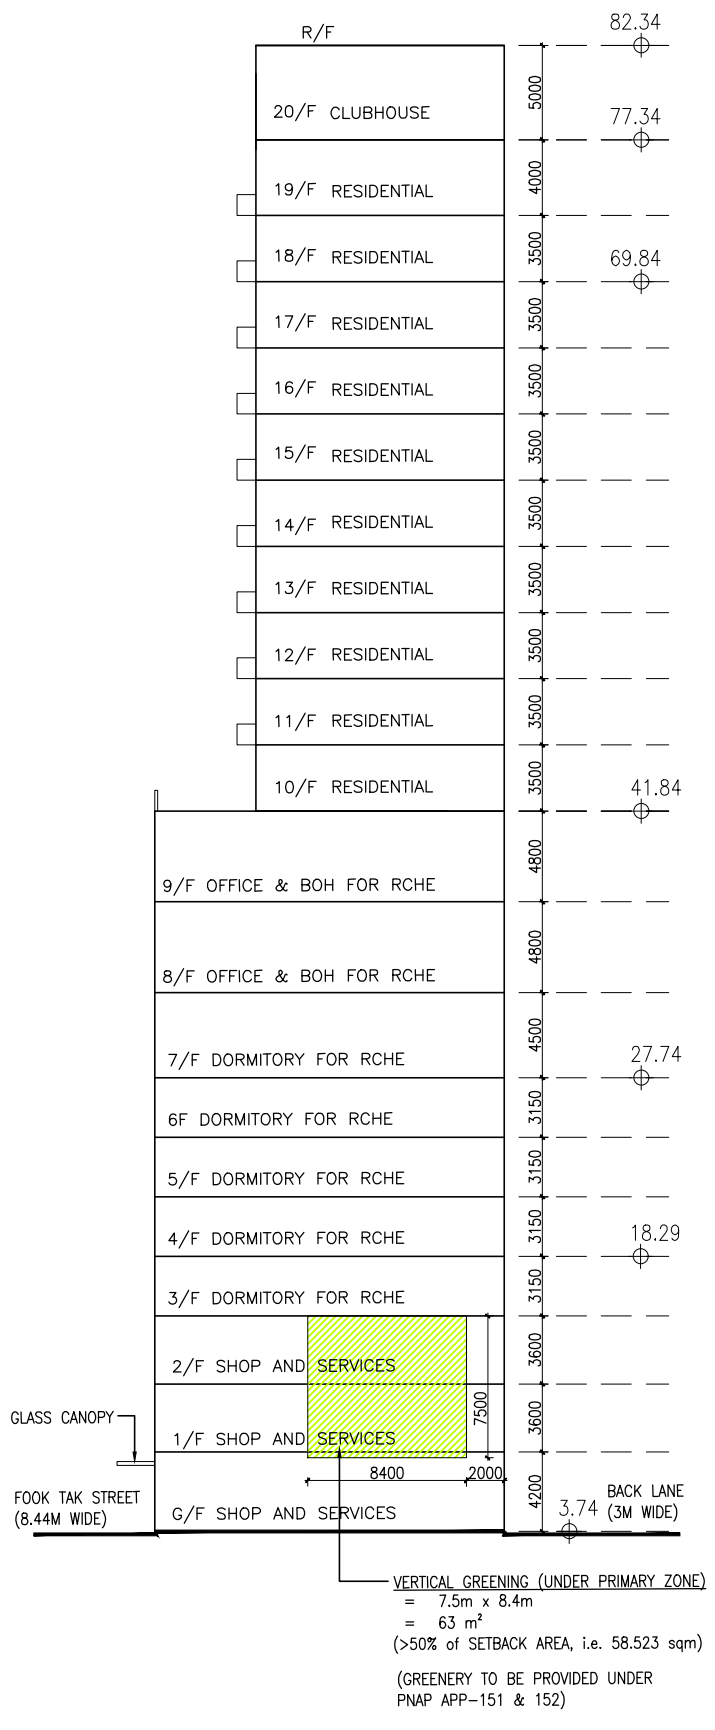 R/F
82.34
5000
20/F CLUBHOUSE
77.34
4000
19/F RESIDENTIAL
3500
18/F RESIDENTIAL
69.84
3500
17/F RESIDENTIAL
3500
16/F RESIDENTIAL
3500
15/F RESIDENTIAL
3500
14/F RESIDENTIAL
3500
13/F RESIDENTIAL
3500
12/F RESIDENTIAL
3500
11/F RESIDENTIAL
3500
10/F RESIDENTIAL
3500
41.84
4800
9/F OFFICE & BOH FOR RCHE
4800
8/F OFFICE & BOH FOR RCHE
4500
7/F DORMITORY FOR RCHE
27.74
3150
6F DORMITORY FOR RCHE
3150
5/F DORMITORY FOR RCHE
3150
4/F DORMITORY FOR RCHE
18.29
3150
3/F DORMITORY FOR RCHE
3600
2/F SHOP AND SERVICES
7500
3600
GLASS CANOPY
1/F SHOP AND SERVICES
8400
2000
4200
FOOK TAK STREET
(8.44M WIDE)
G/F SHOP AND SERVICES
3.74
BACK LANE
(3M WIDE)
VERTICAL GREENING (UNDER PRIMARY ZONE)
= 7.5m x 8.4m
= 63 m²
(>50% of SETBACK AREA, i.e. 58.523 sqm)
(GREENERY TO BE PROVIDED UNDER
PNAP APP-151 & 152)